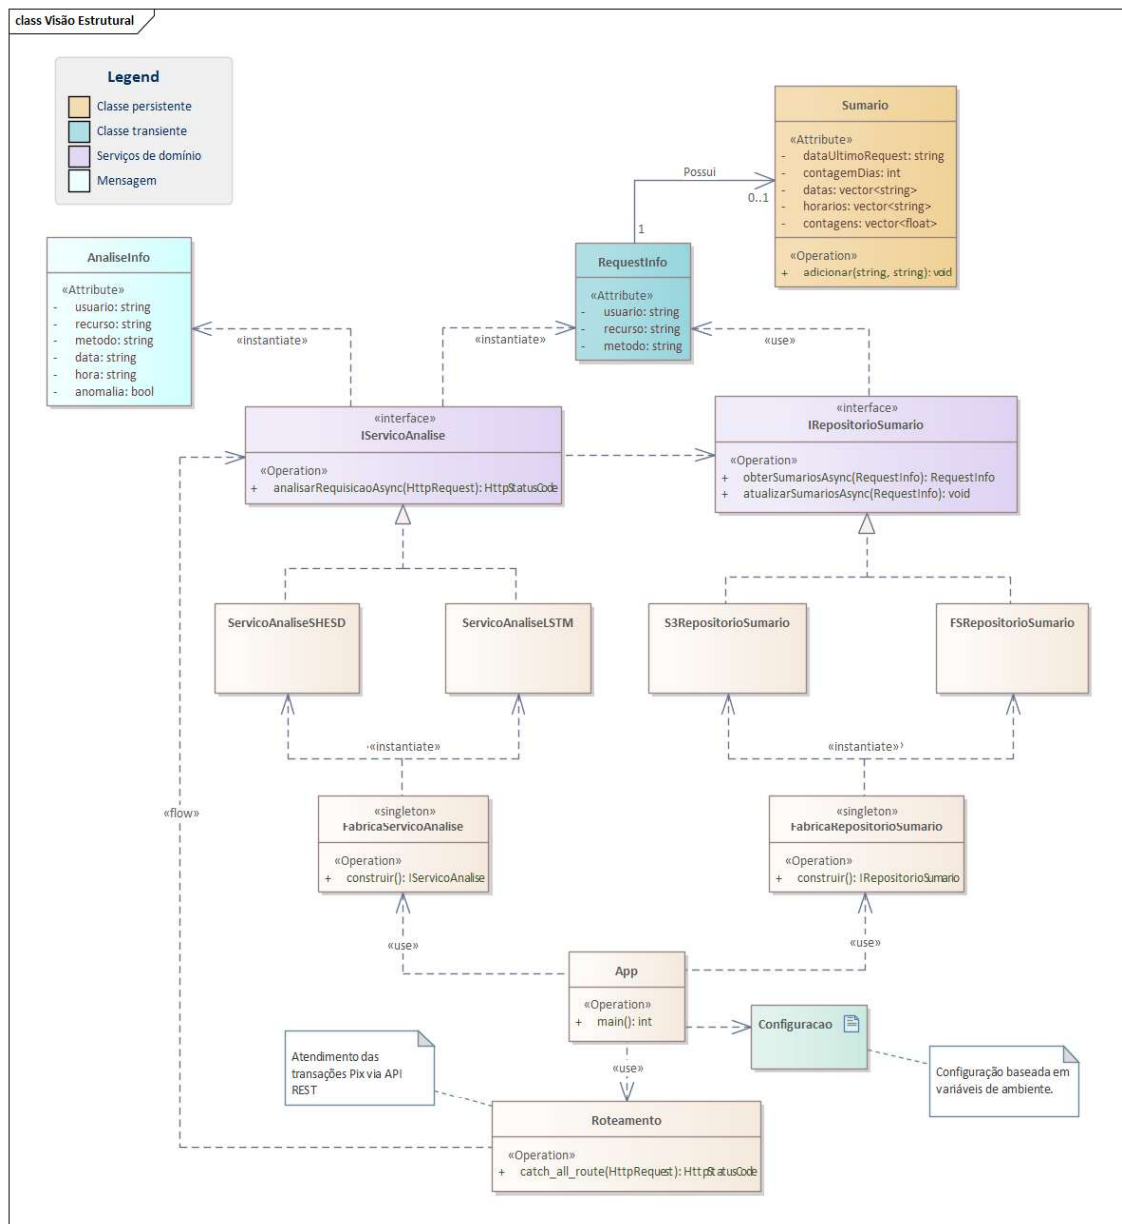 class Visão Estrutural
Legend
Classe persistente
Classe transiente
Serviços de domínio
Mensagem
Sumario
«Attribute»
- dataUltimoRequest: string
- contagemDias: int
- datas: vector<string>
- horarios: vector<string>
- contagens: vector<float>
«Operation»
+ adicionar(string, string): void
Possui
0..1
1
AnaliseInfo
«Attribute»
- usuario: string
- recurso: string
- metodo: string
- data: string
- hora: string
- anomalia: bool
RequestInfo
«Attribute»
- usuario: string
- recurso: string
- metodo: string
«instantiate»
«instantiate»
«use»
«interface»
IServicoAnalise
«Operation»
+ analisarRequisicaoAsync(HttpRequest): HttpStatusCode
«interface»
IRepositorioSumario
«Operation»
+ obterSumariosAsync(RequestInfo): RequestInfo
+ atualizarSumariosAsync(RequestInfo): void
ServicoAnaliseSHESD
ServicoAnaliseLSTM
S3RepositorioSumario
FSRepositorioSumario
«instantiate»
«instantiate»
«flow»
«singleton»
FabricaServicoAnalise
«Operation»
+ construir(): IServicoAnalise
«singleton»
FabricaRepositorioSumario
«Operation»
+ construir(): IRepositorioSumario
«use»
«use»
App
«Operation»
+ main(): int
Configuracao
«use»
Atendimento das
transações Pix via API
REST
Configuração baseada em
variáveis de ambiente.
Roteamento
«Operation»
+ catch_all_route(HttpRequest): HttpStatusCode